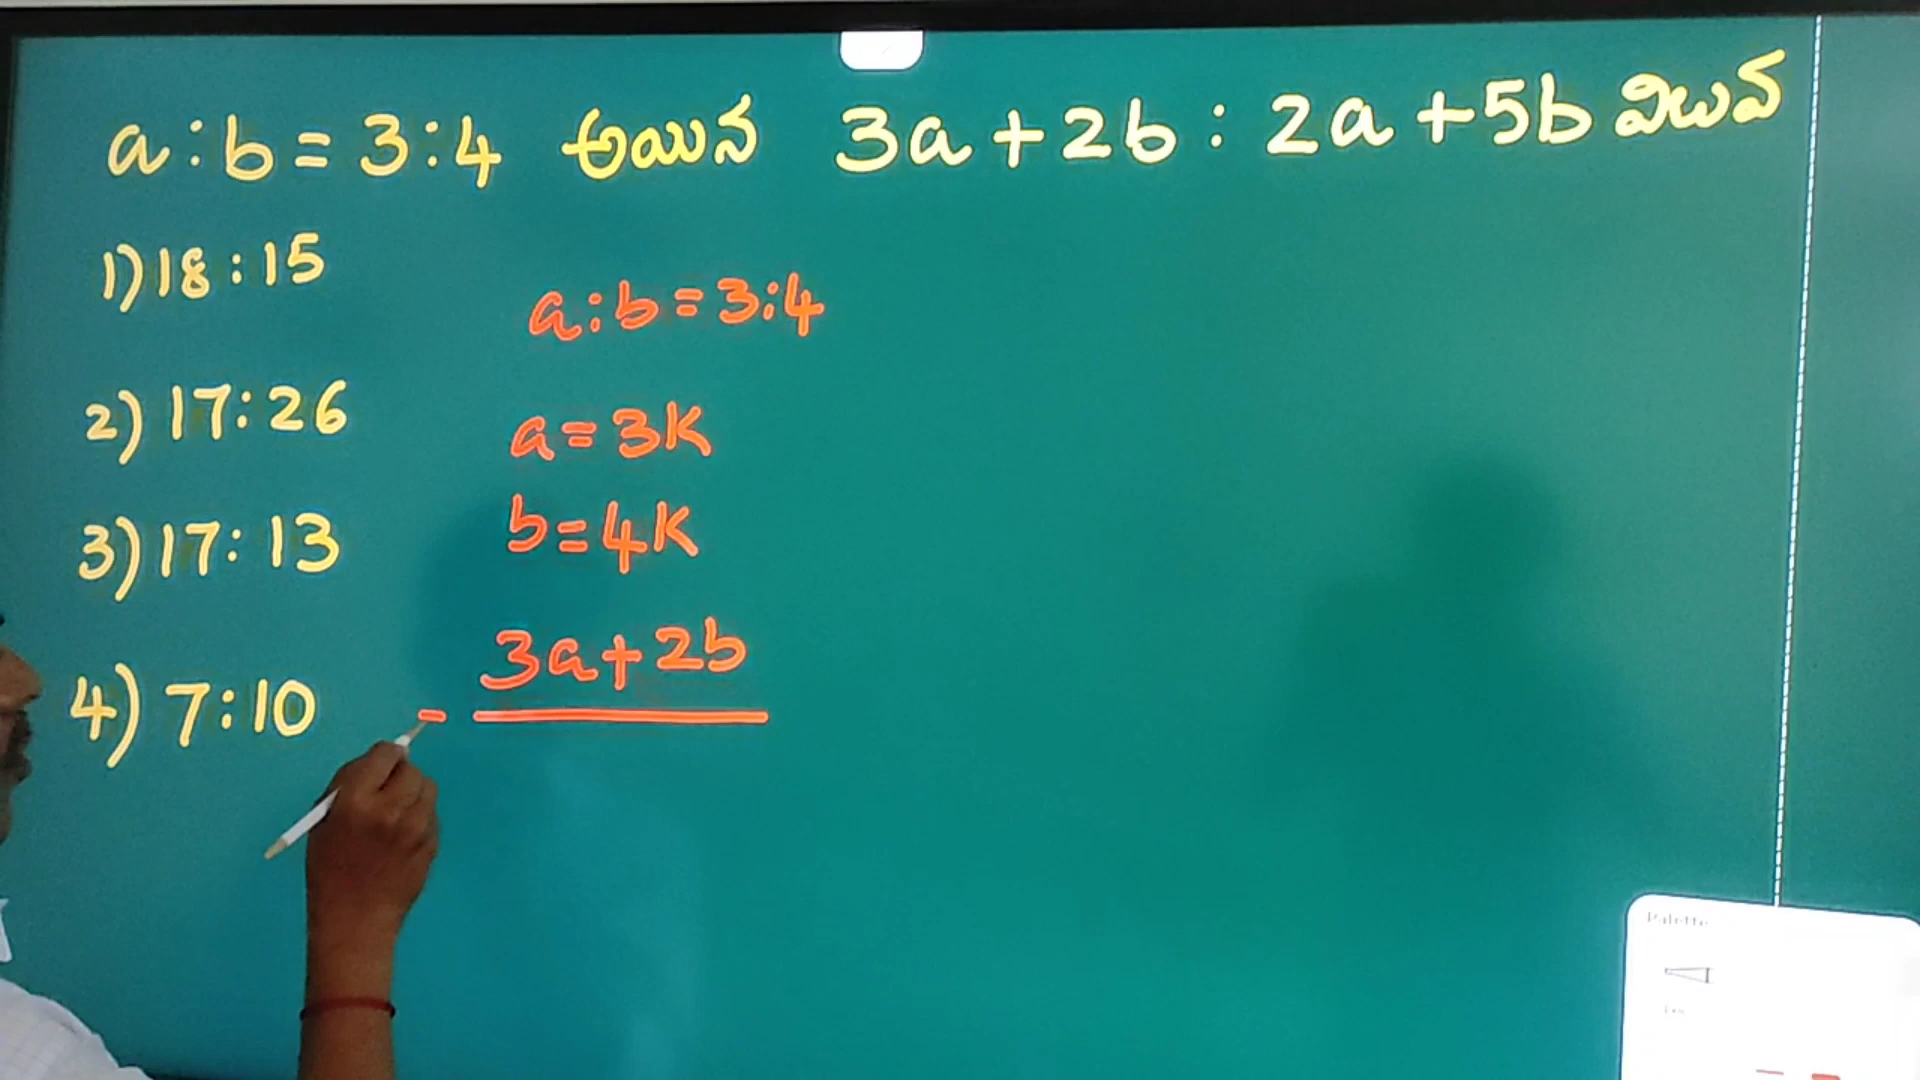 a:b=3:4 అయిన 3a+2b : 2a+5b విలువ
1)18:15
a:b=3:4
2) 17:26
a=3K
b=4K
3)17:13
3a+2b
4) 7:10
Palette